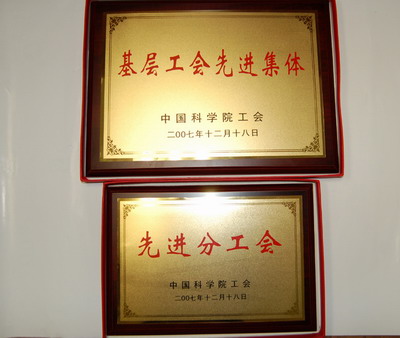 基层工会先进集体
中国科学院工会
二〇〇七年十二月十八日
先进分工会
中国科学院工会
二〇〇七年十二月十八日